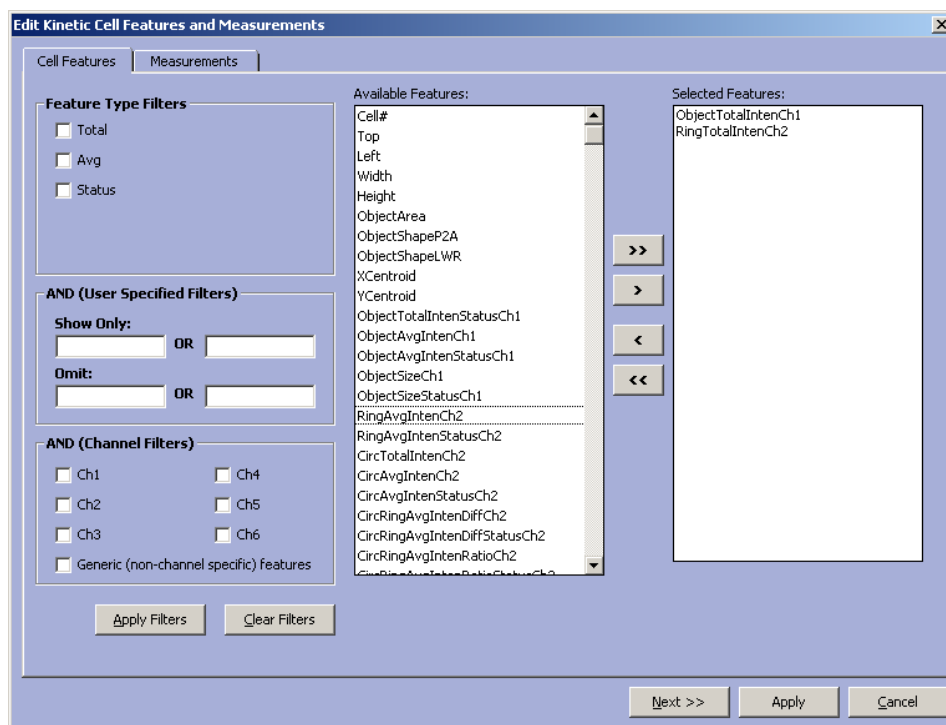 Edit Kinetic Cell Features and Measurements
Cell Features
Measurements
Feature Type Filters
Total
Avg
Status
AND (User Specified Filters)
Show Only:
OR
Omit:
OR
AND (Channel Filters)
Ch1
Ch4
Ch2
Ch5
Ch3
Ch6
Generic (non-channel specific) features
Apply Filters
Clear Filters
Available Features:
Cell#
Top
Left
Width
Height
ObjectArea
ObjectShapeP2A
ObjectShapeLWR
XCentroid
YCentroid
ObjectTotalIntenStatusCh1
ObjectAvgIntenCh1
ObjectAvgIntenStatusCh1
ObjectSizeCh1
ObjectSizeStatusCh1
RingAvgIntenCh2
RingAvgIntenStatusCh2
CircTotalIntenCh2
CircAvgIntenCh2
CircAvgIntenStatusCh2
CircRingAvgIntenDiffCh2
CircRingAvgIntenDiffStatusCh2
CircRingAvgIntenRatioCh2
CircRingAvgIntenRatioStatusCh2
>>
>
<
<<
Selected Features:
ObjectTotalIntenCh1
RingTotalIntenCh2
Next >>
Apply
Cancel